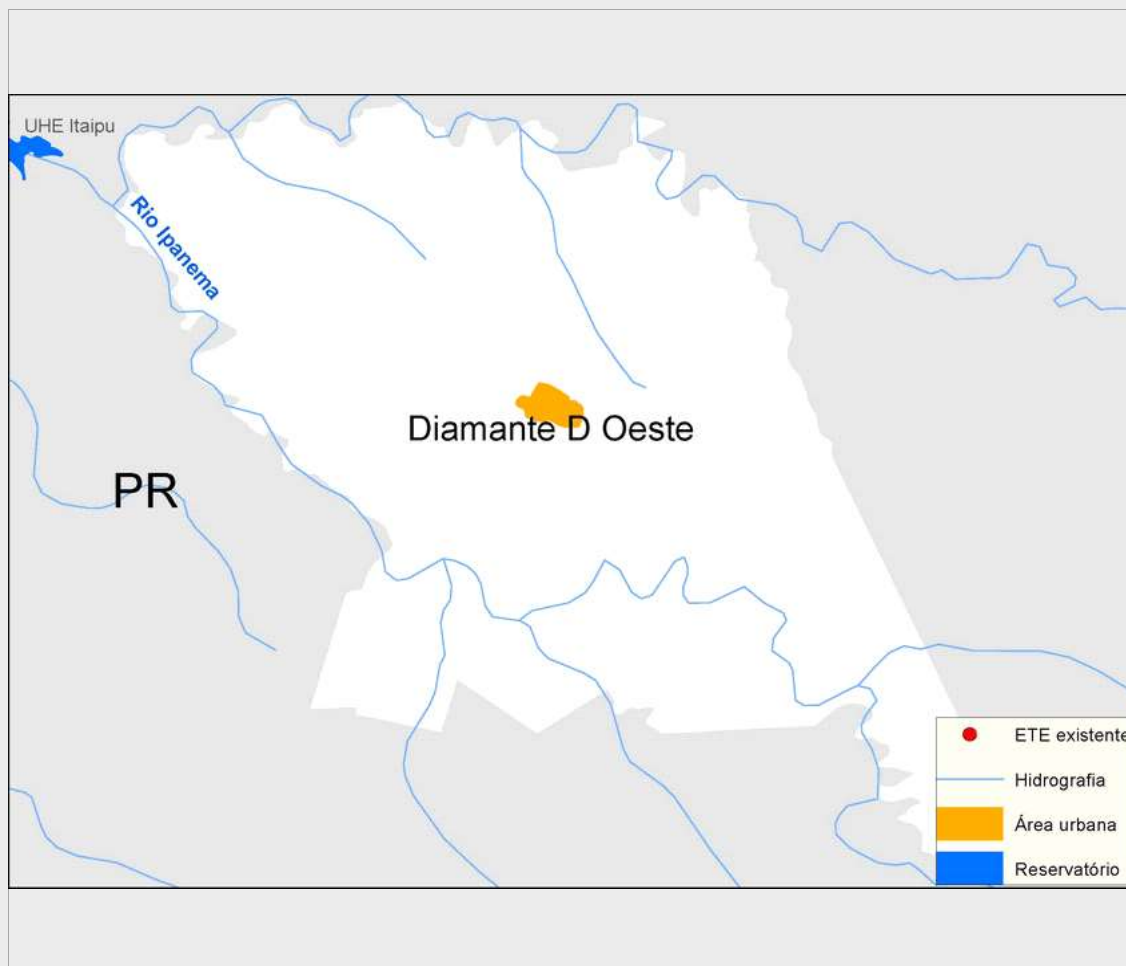 UHE Itaipu
Rio Ipanema
Diamante D Oeste
PR
ETE existente
Hidrografia
Área urbana
Reservatório